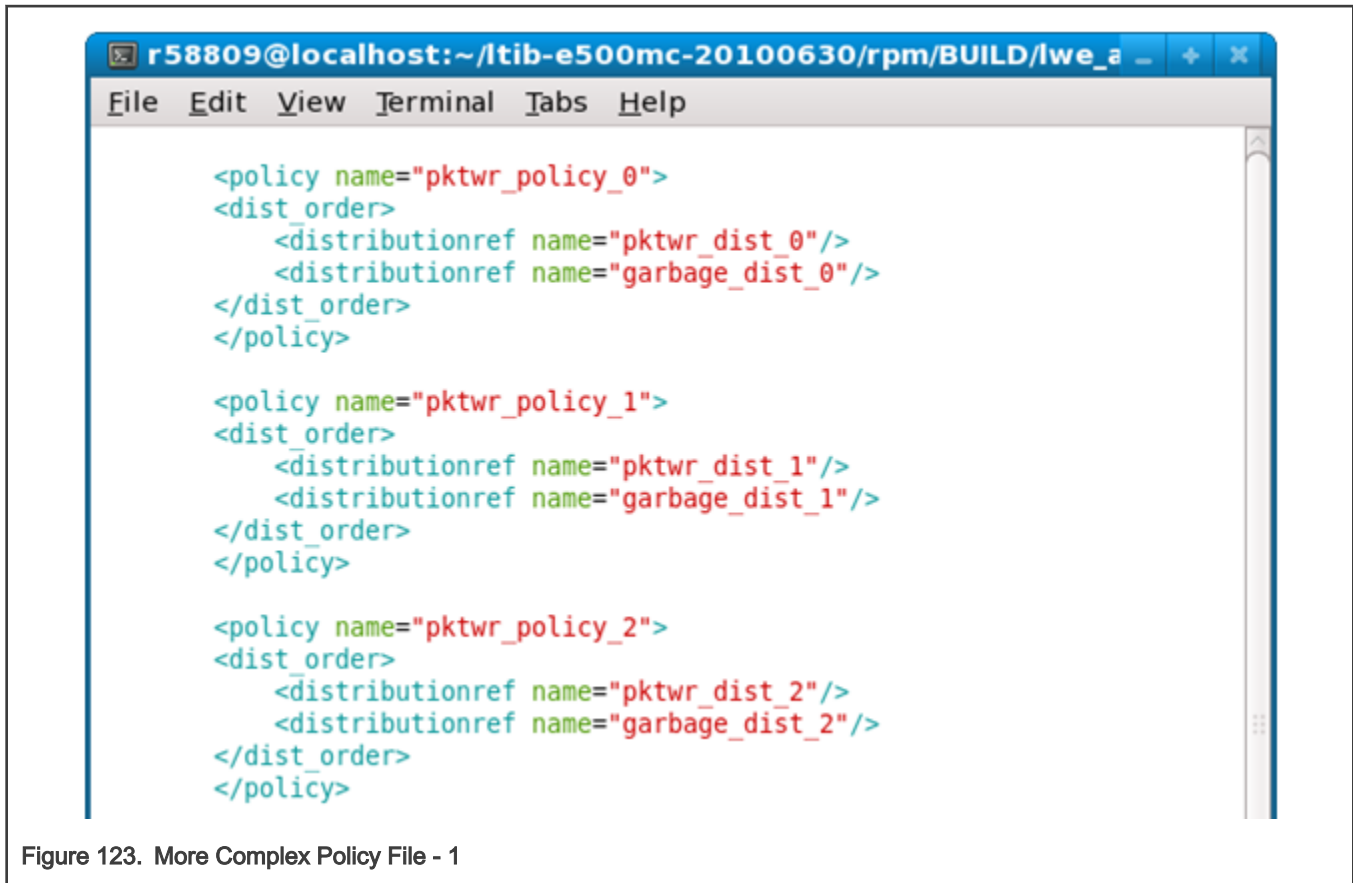 r58809@localhost:~/ltib-e500mc-20100630/rpm/BUILD/lwe_a
File Edit View Terminal Tabs Help
<policy name="pktwr_policy_0">
<dist_order>
<distributionref name="pktwr_dist_0"/>
<distributionref name="garbage_dist_0"/>
</dist_order>
</policy>
<policy name="pktwr_policy_1">
<dist_order>
<distributionref name="pktwr_dist_1"/>
<distributionref name="garbage_dist_1"/>
</dist_order>
</policy>
<policy name="pktwr_policy_2">
<dist_order>
<distributionref name="pktwr_dist_2"/>
<distributionref name="garbage_dist_2"/>
</dist_order>
</policy>
Figure 123. More Complex Policy File - 1